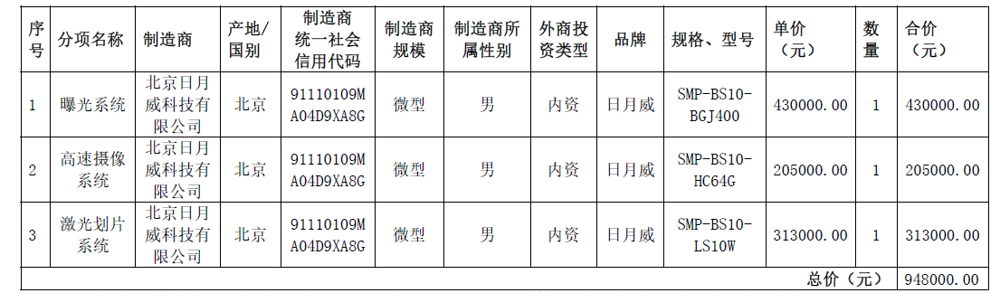 序号 分项名称 制造商 产地/国别 制造商统一社会信用代码 制造商规模 制造商所属性别 外商投资类型 品牌 规格、型号 单价（元） 数量 合价（元）
1 曝光系统 北京日月威科技有限公司 北京 91110109MA04D9XA8G 微型 男 内资 日月威 SMP-BS10-BGJ400 430000.00 1 430000.00
2 高速摄像系统 北京日月威科技有限公司 北京 91110109MA04D9XA8G 微型 男 内资 日月威 SMP-BS10-HC64G 205000.00 1 205000.00
3 激光划片系统 北京日月威科技有限公司 北京 91110109MA04D9XA8G 微型 男 内资 日月威 SMP-BS10-LS10W 313000.00 1 313000.00
总价（元） 948000.00